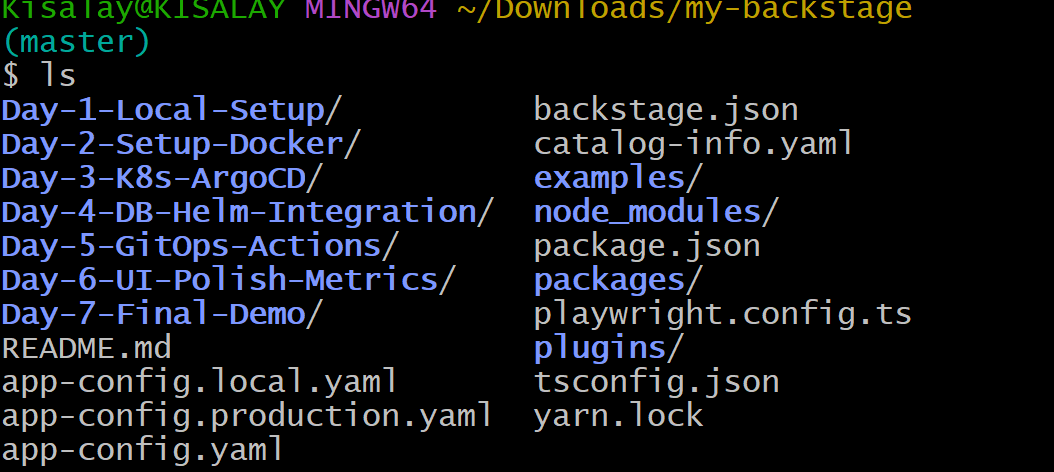 Kisalay@KISALAY MINGW64 ~/Downloads/my-backstage
(master)
$ ls
Day-1-Local-Setup/ backstage.json
Day-2-Setup-Docker/ catalog-info.yaml
Day-3-K8s-ArgoCD/ examples/
Day-4-DB-Helm-Integration/ node_modules/
Day-5-GitOps-Actions/ package.json
Day-6-UI-Polish-Metrics/ packages/
Day-7-Final-Demo/ playwright.config.ts
README.md plugins/
app-config.local.yaml tsconfig.json
app-config.production.yaml yarn.lock
app-config.yaml